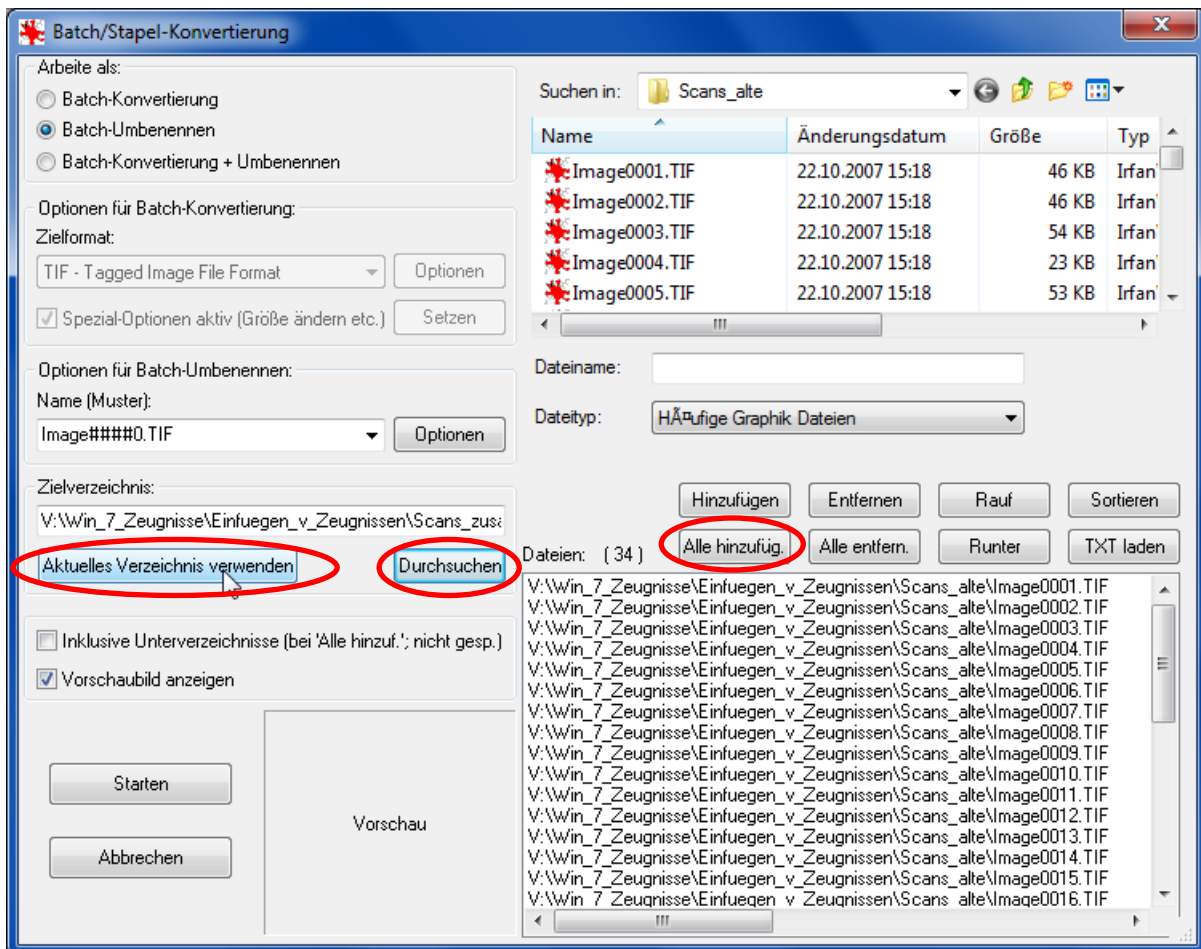 Batch/Stapel-Konvertierung
Arbeite als:
Batch-Konvertierung
Batch-Umbenennen
Batch-Konvertierung + Umbenennen
Optionen für Batch-Konvertierung:
Zielformat:
TIF - Tagged Image File Format
Optionen
Spezial-Optionen aktiv (Größe ändern etc.)
Setzen
Optionen für Batch-Umbenennen:
Name (Muster):
Image####0.TIF
Optionen
Zielverzeichnis:
V:\Win_7_Zeugnisse\Einfuegen_v_Zeugnissen\Scans_zusa
Aktuelles Verzeichnis verwenden
Durchsuchen
Inklusive Unterverzeichnisse (bei 'Alle hinzuf.'; nicht gesp.)
Vorschaubild anzeigen
Starten
Abbrechen
Vorschau
Suchen in: Scans_alte
Name Änderungsdatum Größe Typ
Image0001.TIF 22.10.2007 15:18 46 KB Irfan
Image0002.TIF 22.10.2007 15:18 46 KB Irfan
Image0003.TIF 22.10.2007 15:18 54 KB Irfan
Image0004.TIF 22.10.2007 15:18 23 KB Irfan
Image0005.TIF 22.10.2007 15:18 53 KB Irfan
Dateiname:
Dateityp: HÃ¤ufige Graphik Dateien
Hinzufügen Entfernen Rauf Sortieren
Dateien: ( 34 ) Alle hinzufüg. Alle entfern. Runter TXT laden
V:\Win_7_Zeugnisse\Einfuegen_v_Zeugnissen\Scans_alte\Image0001.TIF
V:\Win_7_Zeugnisse\Einfuegen_v_Zeugnissen\Scans_alte\Image0002.TIF
V:\Win_7_Zeugnisse\Einfuegen_v_Zeugnissen\Scans_alte\Image0003.TIF
V:\Win_7_Zeugnisse\Einfuegen_v_Zeugnissen\Scans_alte\Image0004.TIF
V:\Win_7_Zeugnisse\Einfuegen_v_Zeugnissen\Scans_alte\Image0005.TIF
V:\Win_7_Zeugnisse\Einfuegen_v_Zeugnissen\Scans_alte\Image0006.TIF
V:\Win_7_Zeugnisse\Einfuegen_v_Zeugnissen\Scans_alte\Image0007.TIF
V:\Win_7_Zeugnisse\Einfuegen_v_Zeugnissen\Scans_alte\Image0008.TIF
V:\Win_7_Zeugnisse\Einfuegen_v_Zeugnissen\Scans_alte\Image0009.TIF
V:\Win_7_Zeugnisse\Einfuegen_v_Zeugnissen\Scans_alte\Image0010.TIF
V:\Win_7_Zeugnisse\Einfuegen_v_Zeugnissen\Scans_alte\Image0011.TIF
V:\Win_7_Zeugnisse\Einfuegen_v_Zeugnissen\Scans_alte\Image0012.TIF
V:\Win_7_Zeugnisse\Einfuegen_v_Zeugnissen\Scans_alte\Image0013.TIF
V:\Win_7_Zeugnisse\Einfuegen_v_Zeugnissen\Scans_alte\Image0014.TIF
V:\Win_7_Zeugnisse\Einfuegen_v_Zeugnissen\Scans_alte\Image0015.TIF
V:\Win_7_Zeugnisse\Einfuegen_v_Zeugnissen\Scans_alte\Image0016.TIF